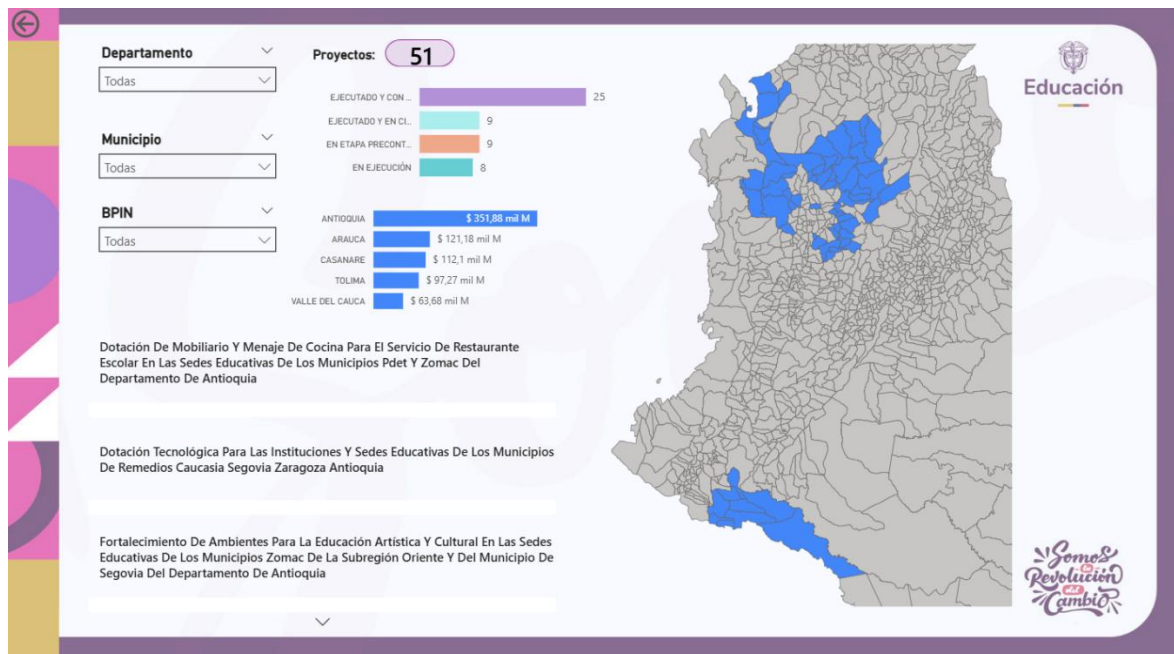 Departamento
Todas
Municipio
Todas
BPIN
Todas
Proyectos: 51
EJECUTADO Y CON ... 25
EJECUTADO Y EN CI... 9
EN ETAPA PRECONT... 9
EN EJECUCIÓN 8
ANTIOQUIA $ 351,88 mil M
ARAUCA $ 121,18 mil M
CASANARE $ 112,1 mil M
TOLIMA $ 97,27 mil M
VALLE DEL CAUCA $ 63,68 mil M
Dotación De Mobiliario Y Menaje De Cocina Para El Servicio De Restaurante
Escolar En Las Sedes Educativas De Los Municipios Pdet Y Zomac Del
Departamento De Antioquia
Dotación Tecnológica Para Las Instituciones Y Sedes Educativas De Los Municipios
De Remedios Caucasia Segovia Zaragoza Antioquia
Fortalecimiento De Ambientes Para La Educación Artística Y Cultural En Las Sedes
Educativas De Los Municipios Zomac De La Subregión Oriente Y Del Municipio De
Segovia Del Departamento De Antioquia
Educación
Somos
la
Revolución
del
Cambio